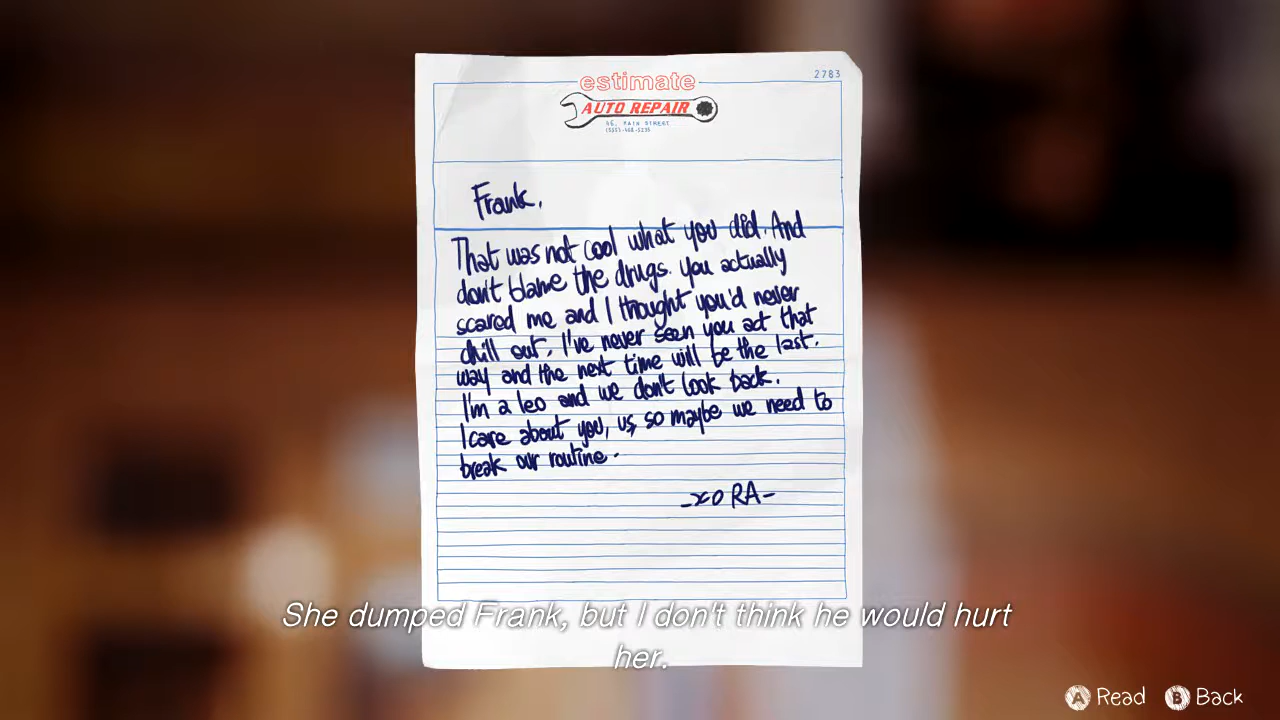 2783
estimate
AUTO REPAIR
Frank,
That was not cool what you did. And
don't blame the drugs. You actually
scared me and I thought you'd never
chill out. I've never seen you act that
way and the next time will be the last.
I'm a leo and we don't look back.
I care about you, us, so maybe we need to
break our routine.
-xo RA-
She dumped Frank, but I don't think he would hurt
her.
A Read B Back